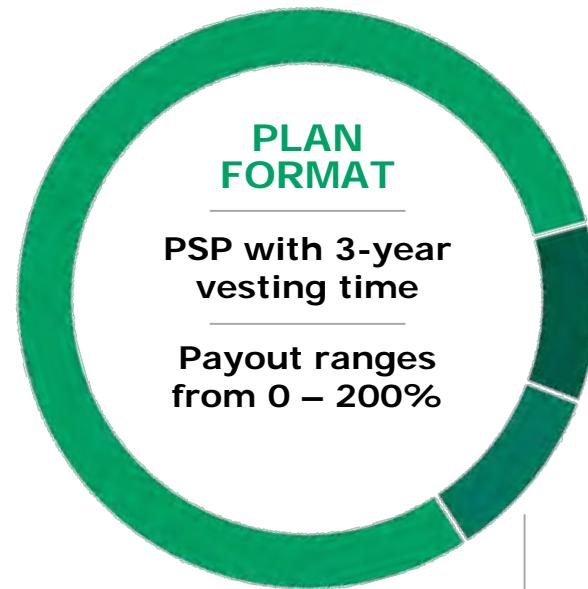 PLAN
FORMAT
PSP with 3-year
vesting time
Payout ranges
from 0 – 200%